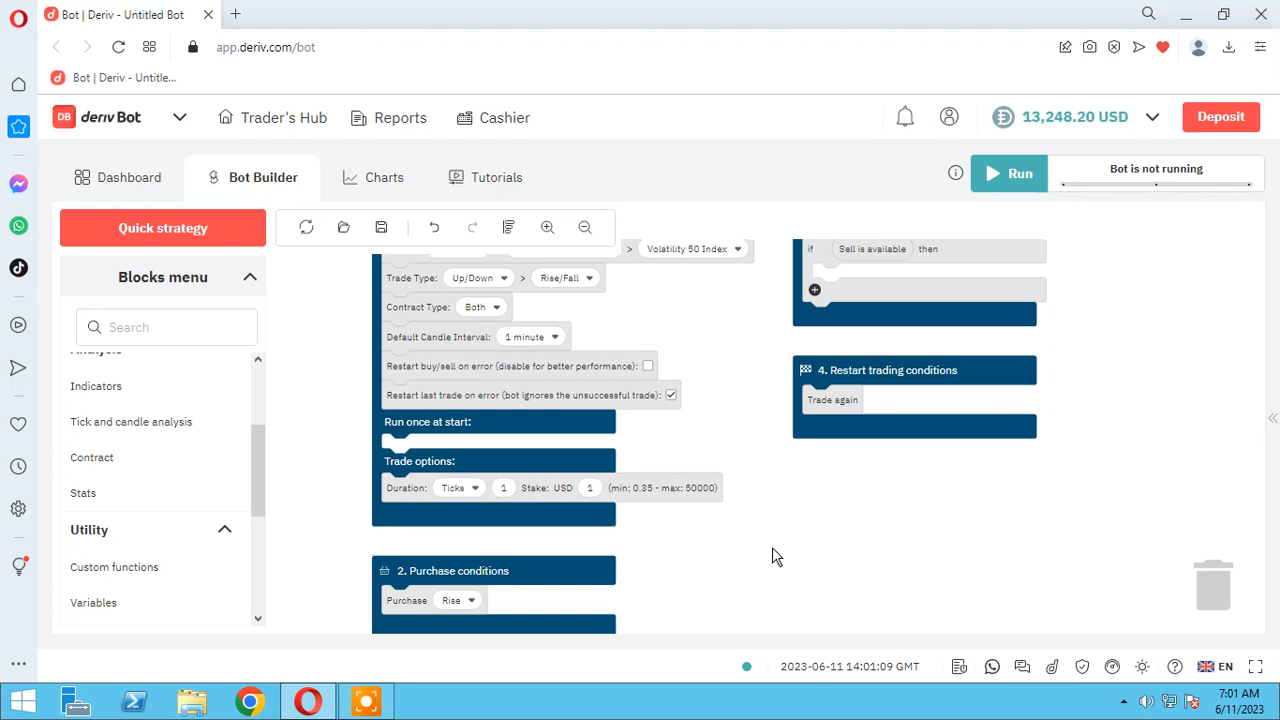 Bot | Deriv - Untitled Bot
app.deriv.com/bot
Bot | Deriv - Untitle...
DB deriv Bot
Trader's Hub
Reports
Cashier
13,248.20 USD
Deposit
Dashboard
Bot Builder
Charts
Tutorials
Run
Bot is not running
Quick strategy
Blocks menu
Search
Analysis
Indicators
Tick and candle analysis
Contract
Stats
Utility
Custom functions
Variables
> Volatility 50 Index
Trade Type: Up/Down > Rise/Fall
Contract Type: Both
Default Candle Interval: 1 minute
Restart buy/sell on error (disable for better performance):
Restart last trade on error (bot ignores the unsuccessful trade):
Run once at start:
Trade options:
Duration: Ticks 1 Stake: USD 1 (min: 0.35 - max: 50000)
2. Purchase conditions
Purchase Rise
if Sell is available then
4. Restart trading conditions
Trade again
2023-06-11 14:01:09 GMT
EN
7:01 AM
6/11/2023